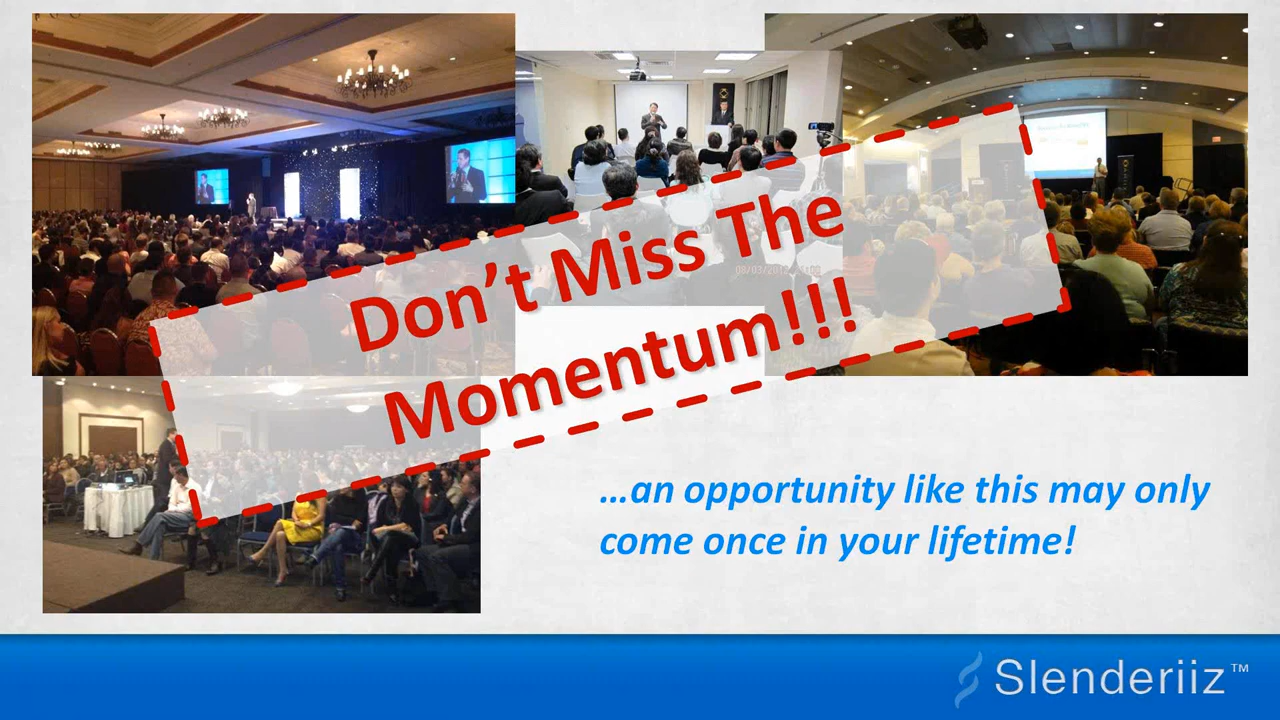 Don't Miss The
Momentum!!!
...an opportunity like this may only
come once in your lifetime!
Slenderiiz™